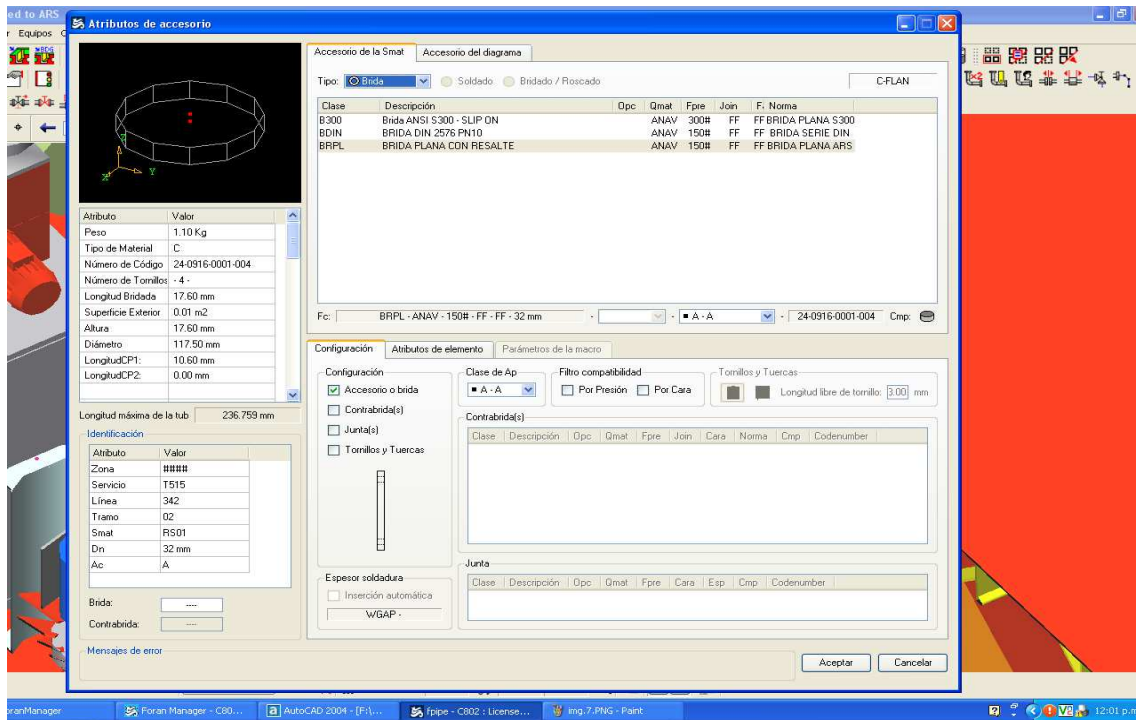 ed to ARS
Atributos de accesorio
Equipos
Accesorio de la Smat Accesorio del diagrama
Tipo: Brida Soldado Bridado / Roscado C-FLAN
Clase Descripción Opc Qmat Fpre Join F. Norma
B300 Brida ANSI S300 - SLIP ON ANAV 300# FF FF BRIDA PLANA S300
BDIN BRIDA DIN 2576 PN10 ANAV 150# FF FF BRIDA SERIE DIN
BRPL BRIDA PLANA CON RESALTE ANAV 150# FF FF BRIDA PLANA ARS
Z
X
Y
Atributo Valor
Peso 1.10 Kg
Tipo de Material C
Número de Código 24-0916-0001-004
Número de Tornillos - 4 -
Longitud Bridada 17.60 mm
Superficie Exterior 0.01 m2
Altura 17.60 mm
Diámetro 117.50 mm
LongitudCP1: 10.60 mm
LongitudCP2: 0.00 mm
Longitud máxima de la tub 236.759 mm
Fc: BRPL - ANAV - 150# - FF - FF - 32 mm - - A - A - 24-0916-0001-004 Cmp:
Configuración Atributos de elemento Parámetros de la macro
Configuración
Accesorio o brida
Contrabrida(s)
Junta(s)
Tornillos y Tuercas
Clase de Ap
A - A
Filtro compatibilidad
Por Presión Por Cara
Tornillos y Tuercas
Longitud libre de tornillo: 3.00 mm
Contrabrida(s)
Clase Descripción Opc Qmat Fpre Join Cara Norma Cmp Codenumber
Identificación
Atributo Valor
Zona ####
Servicio T515
Línea 342
Tramo 02
Smat RS01
Dn 32 mm
Ac A
Brida: ----
Contrabrida: ----
Espesor soldadura
Inserción automática
WGAP -
Junta
Clase Descripción Opc Qmat Fpre Cara Esp Cmp Codenumber
Mensajes de error
Aceptar Cancelar
oranManager Foran Manager - C80... AutoCAD 2004 - [F:\... fpipe - C802 : License... img.7.PNG - Paint 12:01 p.m